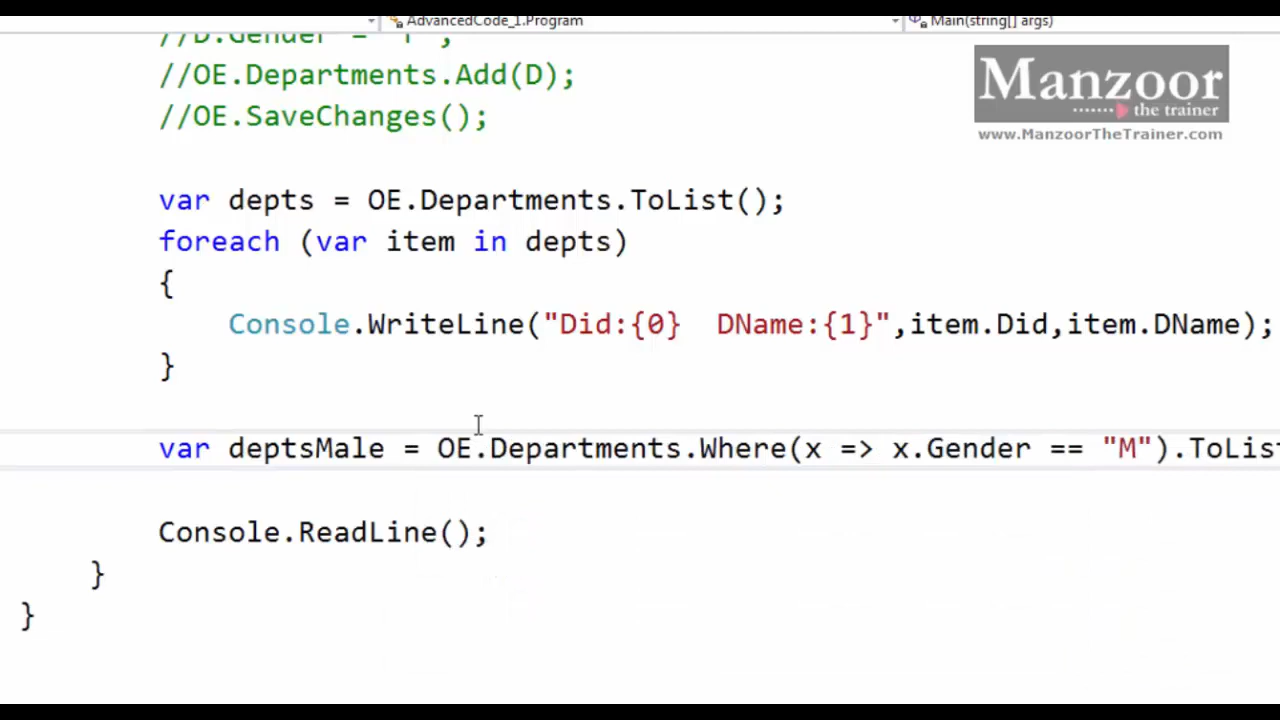 AdvancedCode_1.Program
Main(string[] args)
//D.Gender = "F";
//OE.Departments.Add(D);
//OE.SaveChanges();
Manzoor
the trainer
www.ManzoorTheTrainer.com
var depts = OE.Departments.ToList();
foreach (var item in depts)
{
Console.WriteLine("Did:{0}  DName:{1}",item.Did,item.DName);
}
var deptsMale = OE.Departments.Where(x => x.Gender == "M").ToList
Console.ReadLine();
}
}